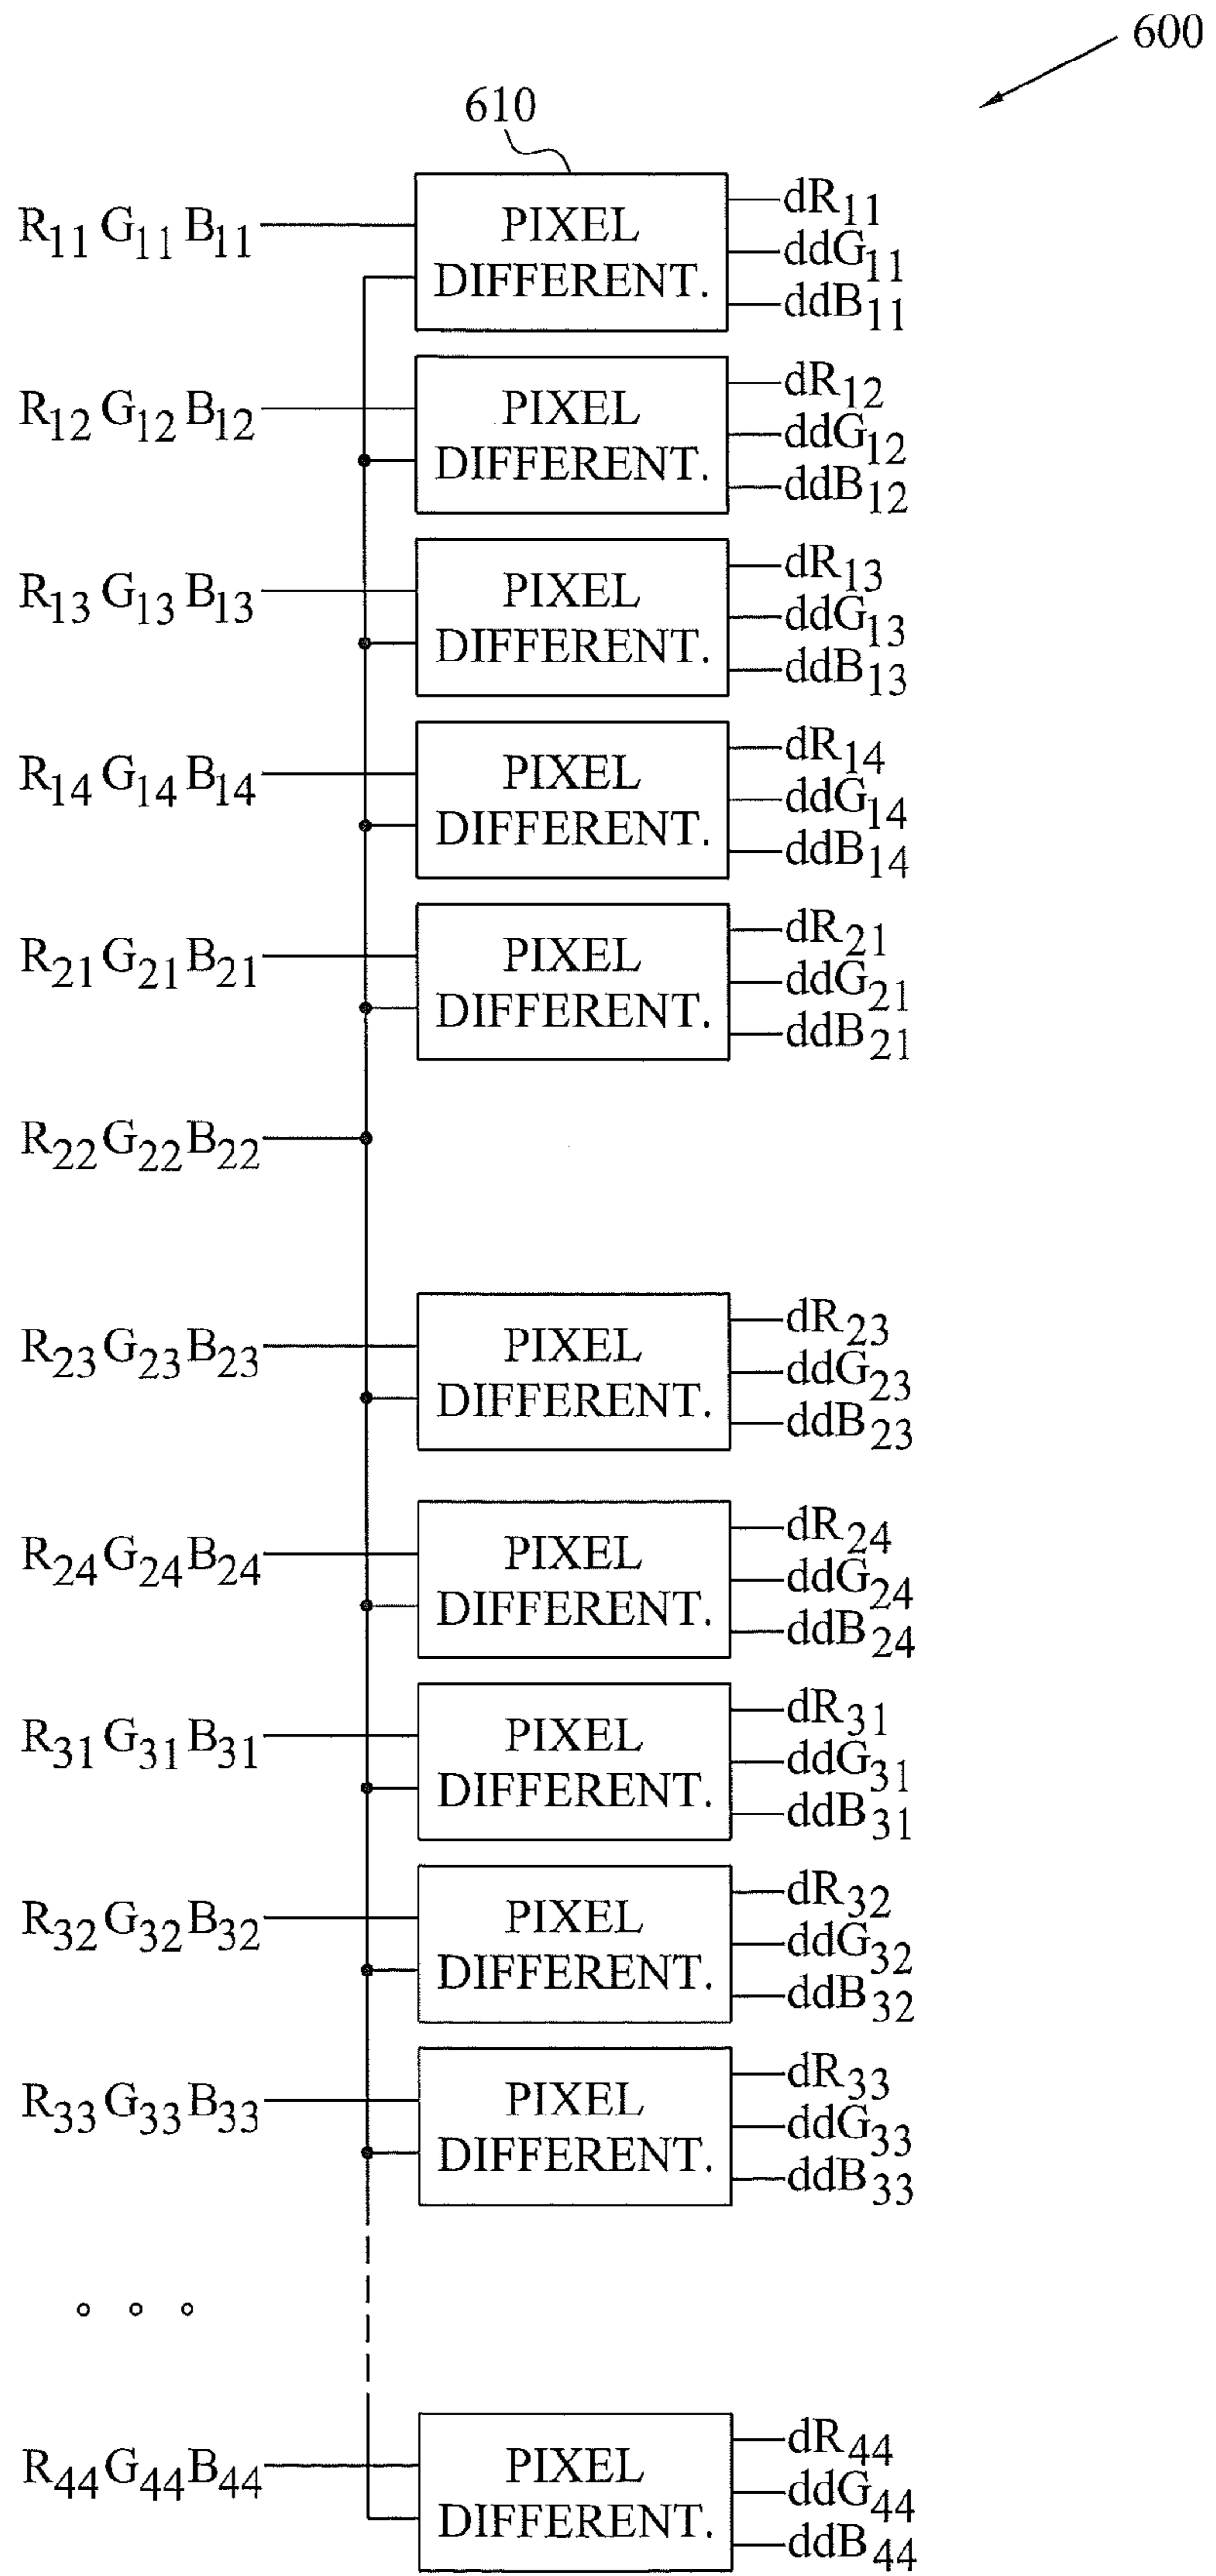 600
610
R11 G11 B11
PIXEL
DIFFERENT.
dR11
ddG11
ddB11
R12 G12 B12
PIXEL
DIFFERENT.
dR12
ddG12
ddB12
R13 G13 B13
PIXEL
DIFFERENT.
dR13
ddG13
ddB13
R14 G14 B14
PIXEL
DIFFERENT.
dR14
ddG14
ddB14
R21 G21 B21
PIXEL
DIFFERENT.
dR21
ddG21
ddB21
R22 G22 B22
R23 G23 B23
PIXEL
DIFFERENT.
dR23
ddG23
ddB23
R24 G24 B24
PIXEL
DIFFERENT.
dR24
ddG24
ddB24
R31 G31 B31
PIXEL
DIFFERENT.
dR31
ddG31
ddB31
R32 G32 B32
PIXEL
DIFFERENT.
dR32
ddG32
ddB32
R33 G33 B33
PIXEL
DIFFERENT.
dR33
ddG33
ddB33
R44 G44 B44
PIXEL
DIFFERENT.
dR44
ddG44
ddB44